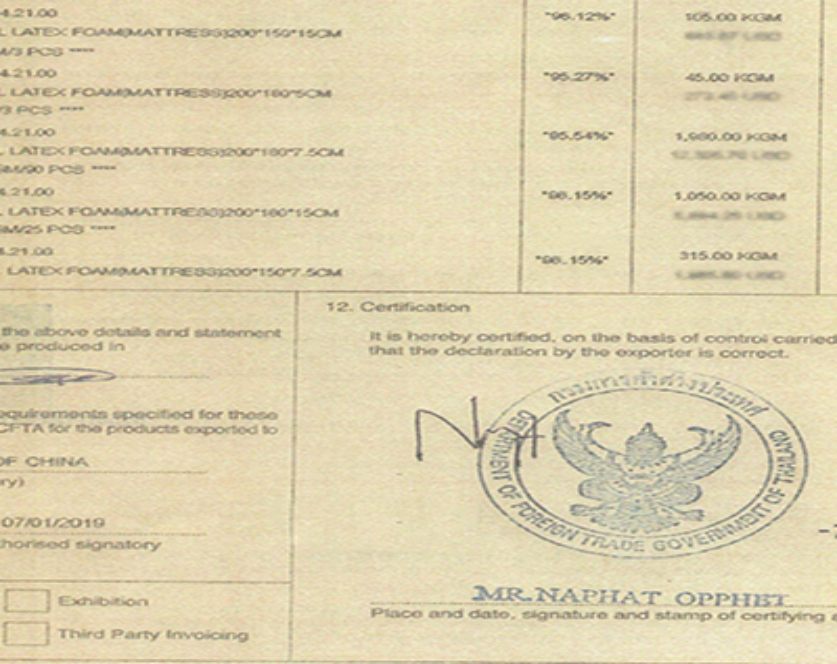 4.21.00 "96.12%" 105.00 KGM
L LATEX FOAM(MATTRESS)200*150*15CM
M/3 PCS ****
4.21.00 "95.27%" 45.00 KGM
L LATEX FOAM(MATTRESS)200*180*5CM
/3 PCS ****
4.21.00 "95.54%" 1,980.00 KGM
L LATEX FOAM(MATTRESS)200*180*7.5CM
GM/90 PCS ****
4.21.00 "98.15%" 1,050.00 KGM
L LATEX FOAM(MATTRESS)200*180*15CM
GM/25 PCS ****
4.21.00 "98.15%" 315.00 KGM
L LATEX FOAM(MATTRESS)200*150*7.5CM
the above details and statement
e produced in
equirements specified for these
CFTA for the products exported to
OF CHINA
ry)
07/01/2019
thorised signatory
Exhibition
Third Party Invoicing
12. Certification
It is hereby certified, on the basis of control carried
that the declaration by the exporter is correct.
กรมการค้าต่างประเทศ
DEPARTMENT OF FOREIGN TRADE GOVERNMENT OF THAILAND
MR.NAPHAT OPPHET
Place and date, signature and stamp of certifying a